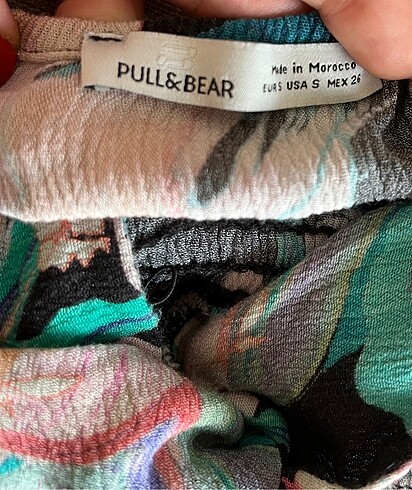 PULL&BEAR
Made in Morocco
EUR S USA S MEX 26